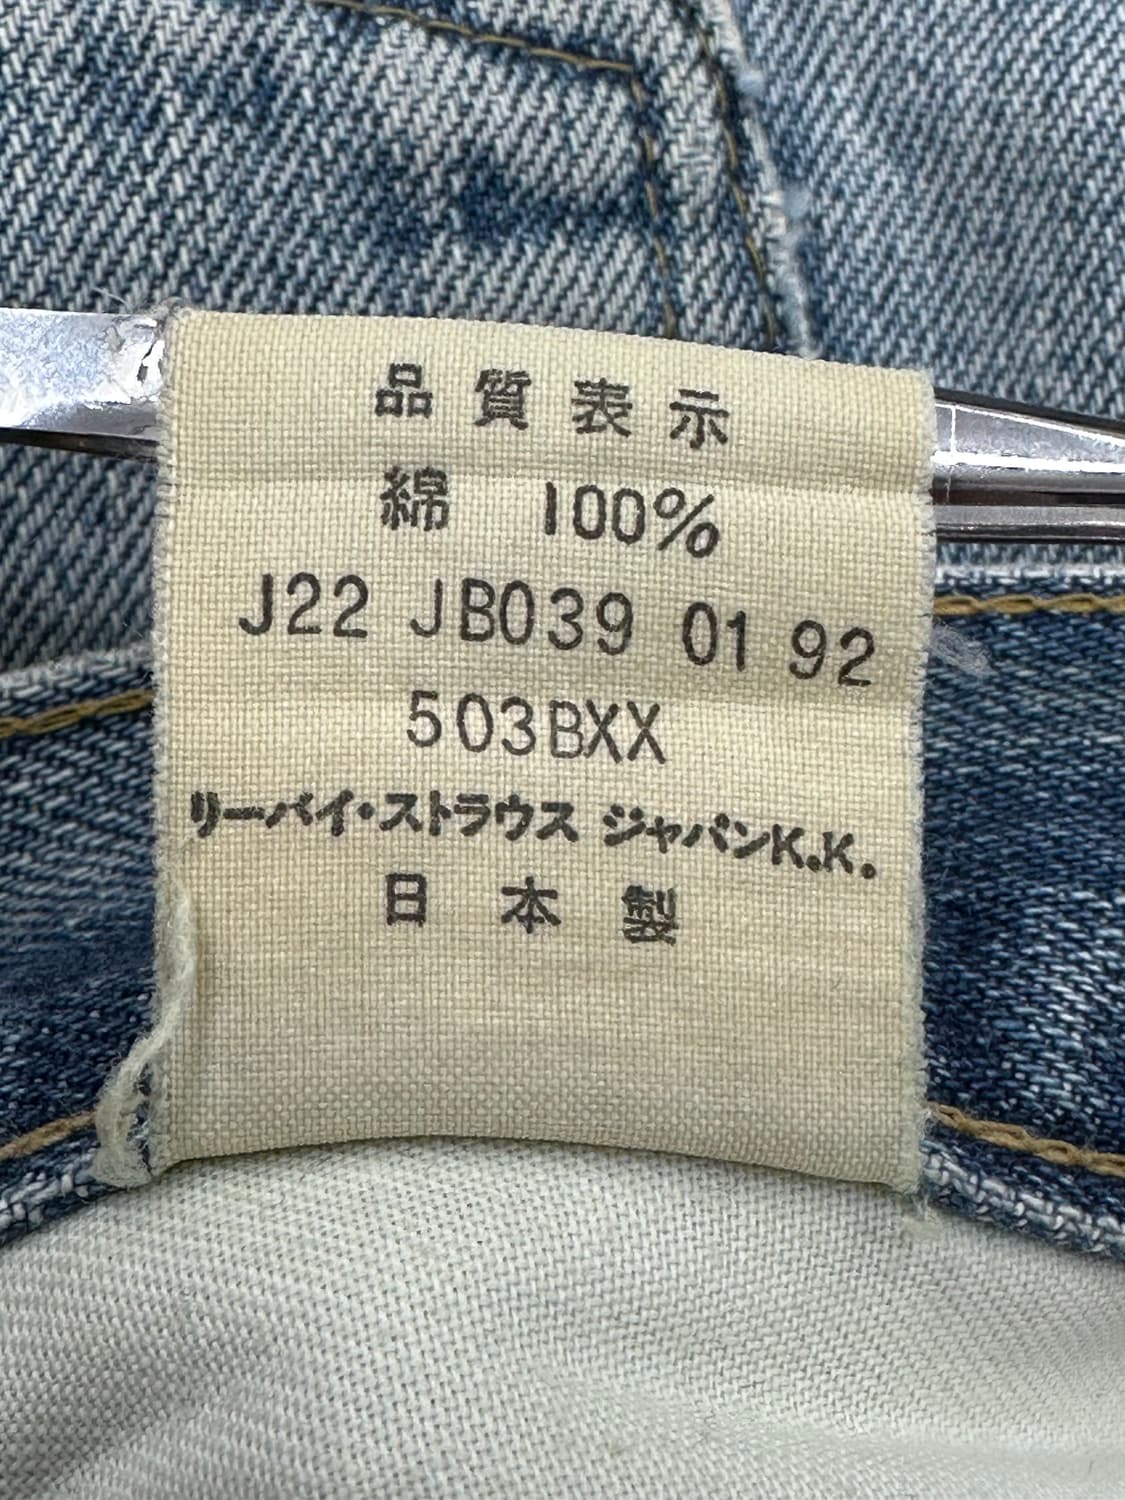 品質表示
綿 100%
J22 JB039 01 92
503BXX
リーバイ・ストラウス ジャパンK.K.
日本製